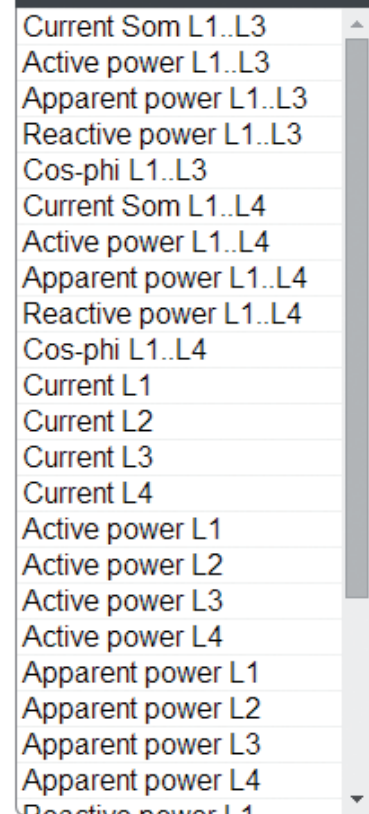 Current Som L1..L3
Active power L1..L3
Apparent power L1..L3
Reactive power L1..L3
Cos-phi L1..L3
Current Som L1..L4
Active power L1..L4
Apparent power L1..L4
Reactive power L1..L4
Cos-phi L1..L4
Current L1
Current L2
Current L3
Current L4
Active power L1
Active power L2
Active power L3
Active power L4
Apparent power L1
Apparent power L2
Apparent power L3
Apparent power L4
Reactive power L1